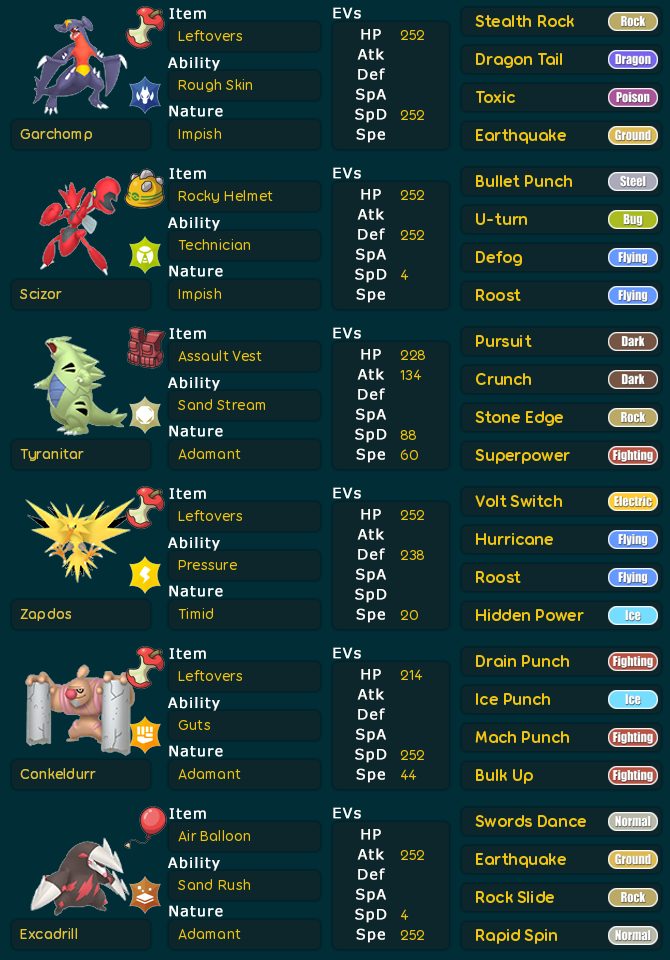 Item
Leftovers
Ability
Rough Skin
Nature
Impish
Garchomp
EVs
HP 252
Atk
Def
SpA
SpD 252
Spe
Stealth Rock Rock
Dragon Tail Dragon
Toxic Poison
Earthquake Ground
Item
Rocky Helmet
Ability
Technician
Nature
Impish
Scizor
EVs
HP 252
Atk
Def 252
SpA
SpD 4
Spe
Bullet Punch Steel
U-turn Bug
Defog Flying
Roost Flying
Item
Assault Vest
Ability
Sand Stream
Nature
Adamant
Tyranitar
EVs
HP 228
Atk 134
Def
SpA
SpD 88
Spe 60
Pursuit Dark
Crunch Dark
Stone Edge Rock
Superpower Fighting
Item
Leftovers
Ability
Pressure
Nature
Timid
Zapdos
EVs
HP 252
Atk
Def 238
SpA
SpD
Spe 20
Volt Switch Electric
Hurricane Flying
Roost Flying
Hidden Power Ice
Item
Leftovers
Ability
Guts
Nature
Adamant
Conkeldurr
EVs
HP 214
Atk
Def
SpA
SpD 252
Spe 44
Drain Punch Fighting
Ice Punch Ice
Mach Punch Fighting
Bulk Up Fighting
Item
Air Balloon
Ability
Sand Rush
Nature
Adamant
Excadrill
EVs
HP
Atk 252
Def
SpA
SpD 4
Spe 252
Swords Dance Normal
Earthquake Ground
Rock Slide Rock
Rapid Spin Normal